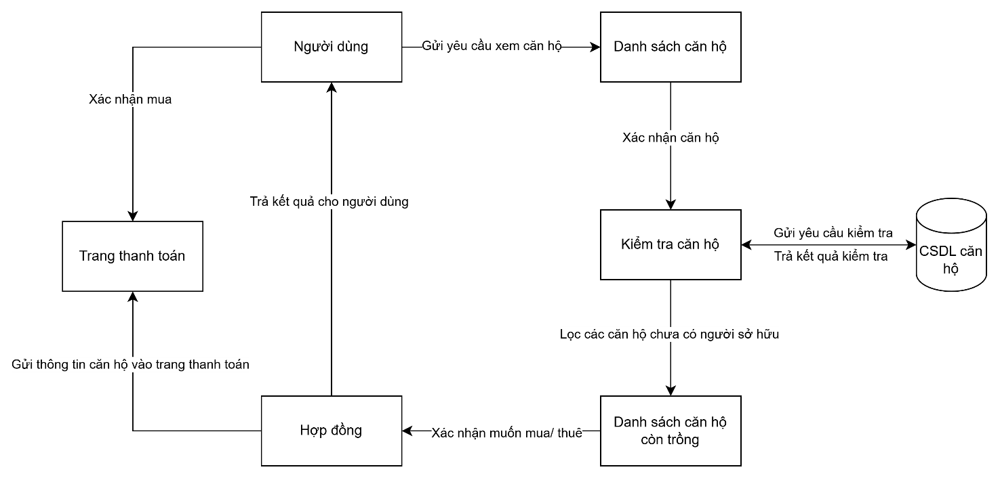 Người dùng
Gửi yêu cầu xem căn hộ
Danh sách căn hộ
Xác nhận mua
Xác nhận căn hộ
Trả kết quả cho người dùng
Trang thanh toán
Kiểm tra căn hộ
Gửi yêu cầu kiểm tra
Trả kết quả kiểm tra
CSDL căn
hộ
Lọc các căn hộ chưa có người sở hữu
Gửi thông tin căn hộ vào trang thanh toán
Hợp đồng
Xác nhận muốn mua/ thuê
Danh sách căn hộ
còn trồng